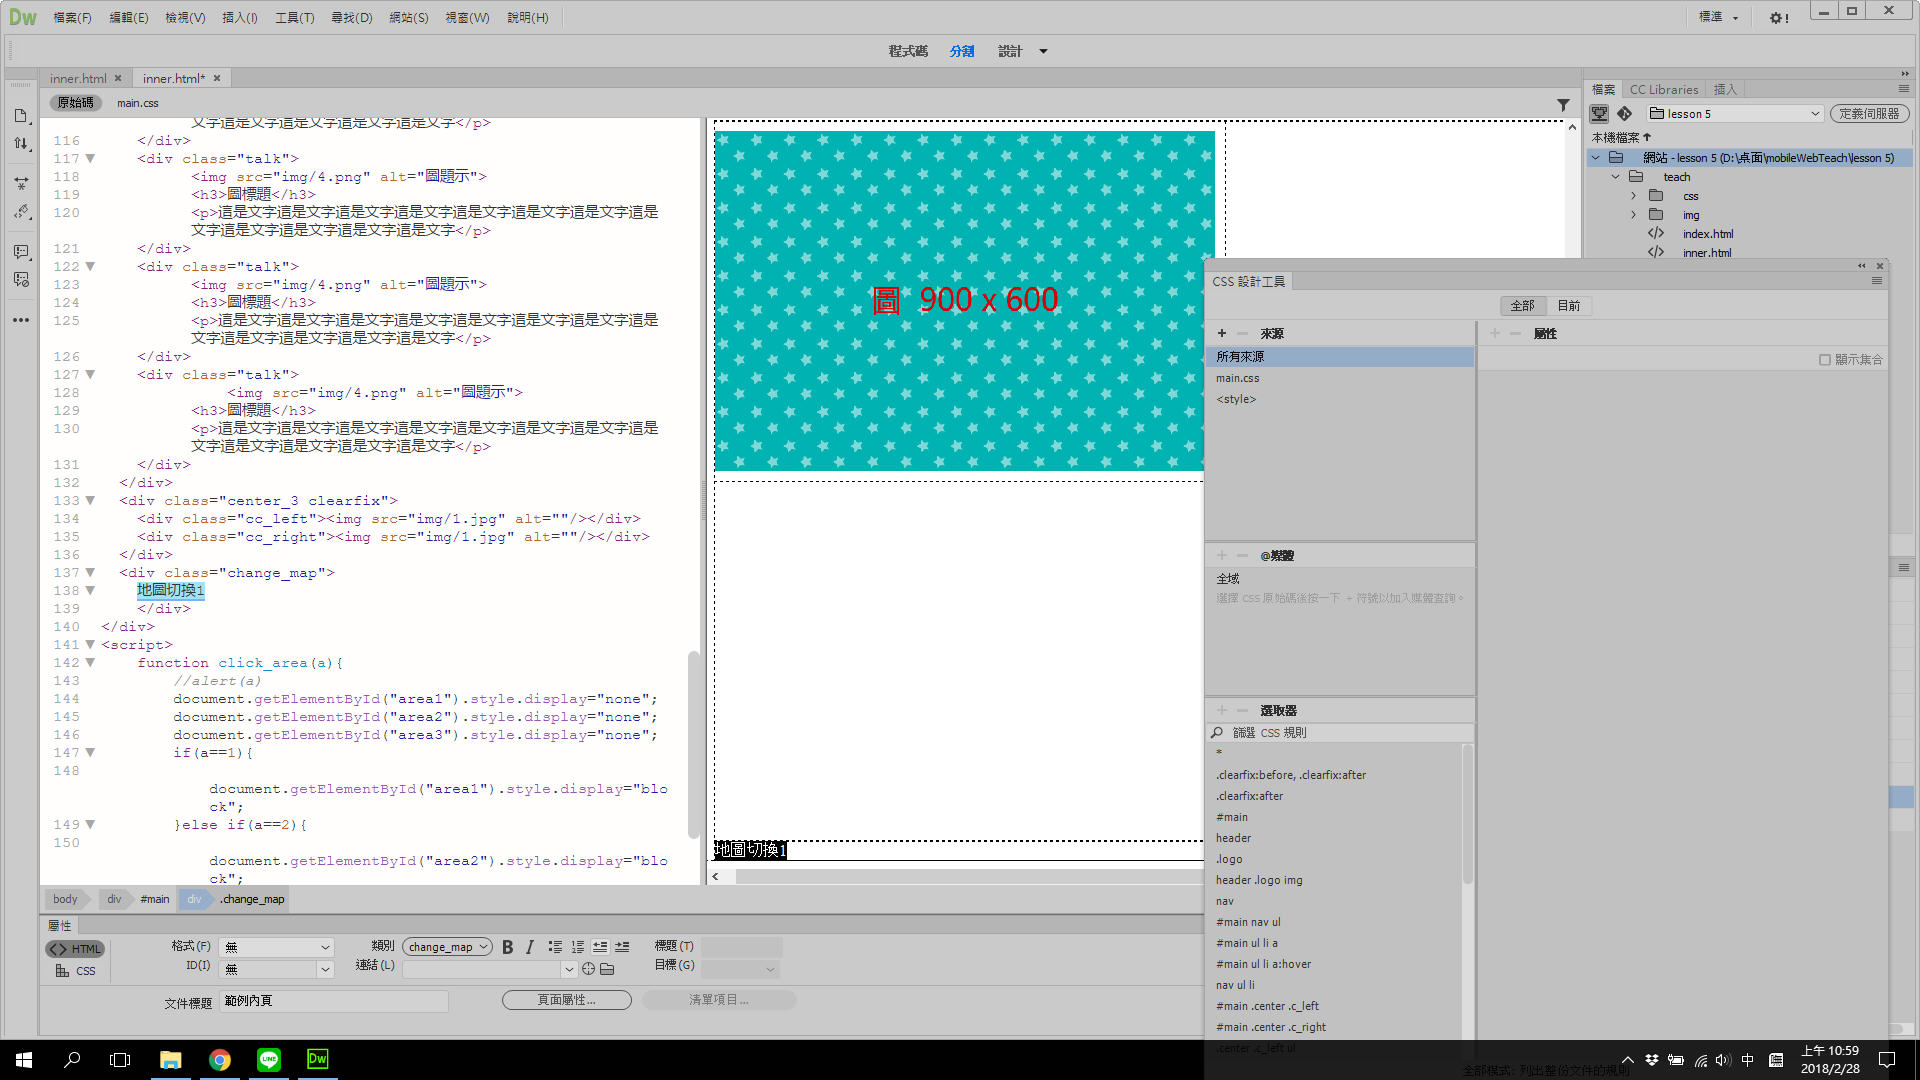 Dw 檔案(F) 編輯(E) 檢視(V) 插入(I) 工具(T) 尋找(D) 網站(S) 視窗(W) 說明(H) 標準
程式碼 分割 設計
inner.html × inner.html* ×
原始碼 main.css
文字這是文字這是文字這是文字這是文字</p>
116 </div>
117 <div class="talk">
118 <img src="img/4.png" alt="圖題示">
119 <h3>圖標題</h3>
120 <p>這是文字這是文字這是文字這是文字這是文字這是文字這是文字這是
文字這是文字這是文字這是文字這是文字</p>
121 </div>
122 <div class="talk">
123 <img src="img/4.png" alt="圖題示">
124 <h3>圖標題</h3>
125 <p>這是文字這是文字這是文字這是文字這是文字這是文字這是文字這是
文字這是文字這是文字這是文字這是文字</p>
126 </div>
127 <div class="talk">
128 <img src="img/4.png" alt="圖題示">
129 <h3>圖標題</h3>
130 <p>這是文字這是文字這是文字這是文字這是文字這是文字這是文字這是
文字這是文字這是文字這是文字這是文字</p>
131 </div>
132 </div>
133 <div class="center_3 clearfix">
134 <div class="cc_left"><img src="img/1.jpg" alt=""/></div>
135 <div class="cc_right"><img src="img/1.jpg" alt=""/></div>
136 </div>
137 <div class="change_map">
138 地圖切換1
139 </div>
140 </div>
141 <script>
142 function click_area(a){
143 //alert(a)
144 document.getElementById("area1").style.display="none";
145 document.getElementById("area2").style.display="none";
146 document.getElementById("area3").style.display="none";
147 if(a==1){
148
document.getElementById("area1").style.display="blo
ck";
149 }else if(a==2){
150
document.getElementById("area2").style.display="blo
ck";
圖 900 x 600
地圖切換1
body div #main div .change_map
屬性
HTML 格式(F) 無 類別 change_map B I 標題(T)
CSS ID(I) 無 連結(L) 目標(G)
文件標題 範例內頁 頁面屬性... 清單項目...
檔案 CC Libraries 插入
lesson 5 定義伺服器
本機檔案
網站 - lesson 5 (D:\桌面\mobileWebTeach\lesson 5)
teach
css
img
index.html
inner.html
CSS 設計工具
全部 目前
+ − 來源
所有來源
main.css
<style>
+ − 屬性
顯示集合
+ − @媒體
全域
選擇 CSS 原始碼後按一下 + 符號以加入媒體查詢。
+ − 選取器
篩選 CSS 規則
*
.clearfix:before, .clearfix:after
.clearfix:after
#main
header
.logo
header .logo img
nav
#main nav ul
#main ul li a
#main ul li a:hover
nav ul li
#main .center .c_left
#main .center .c_right
.center .c_left ul
全部模式: 列出整份文件的規則
LINE Dw 中 上午 10:59
2018/2/28